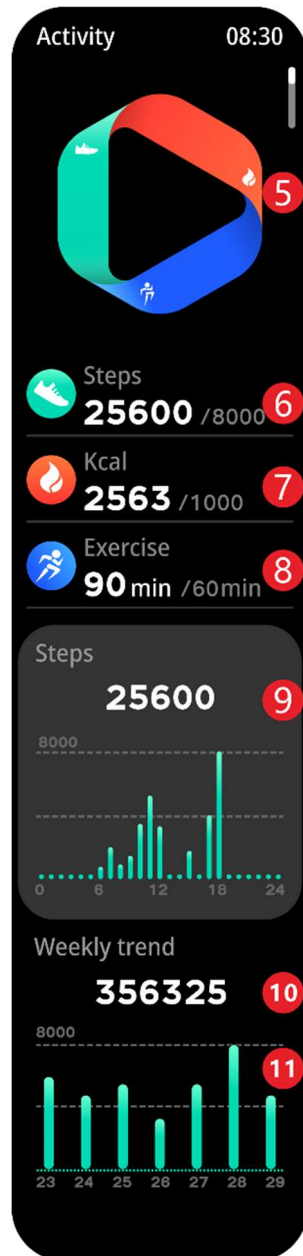 Activity 08:30
5
Steps
25600 /8000 6
Kcal
2563 /1000 7
Exercise
90 min /60min 8
Steps
25600 9
8000
0 6 12 18 24
Weekly trend
356325 10
8000
11
23 24 25 26 27 28 29